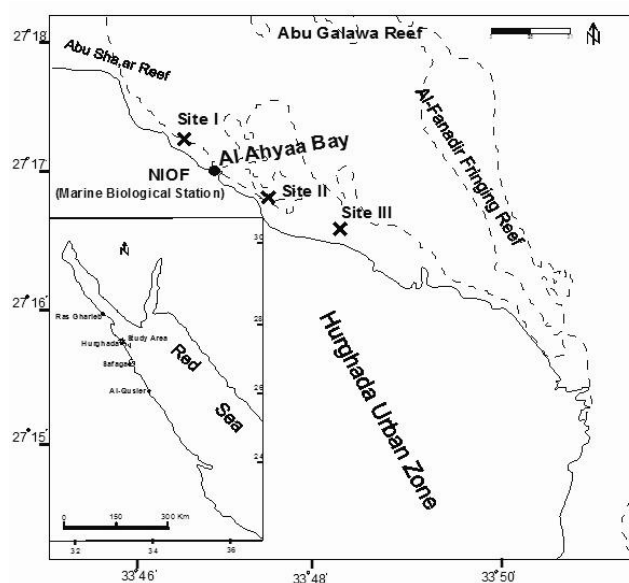 27°18
Abu Galawa Reef
N
Abu Sha,ar Reef
Al-Fanadir Fringing Reef
Site I
27°17
Al-Ahyaa Bay
NIOF
(Marine Biological Station)
Site II
Site III
27°16
Hurghada Urban Zone
27°15
N
30
Ras Gharieb
28
Study Area
Hurghada
Safaga
Red
Sea
Al-Qusier
26
24
0 150 300 Km
32 34 36
33°46 33°48 33°50